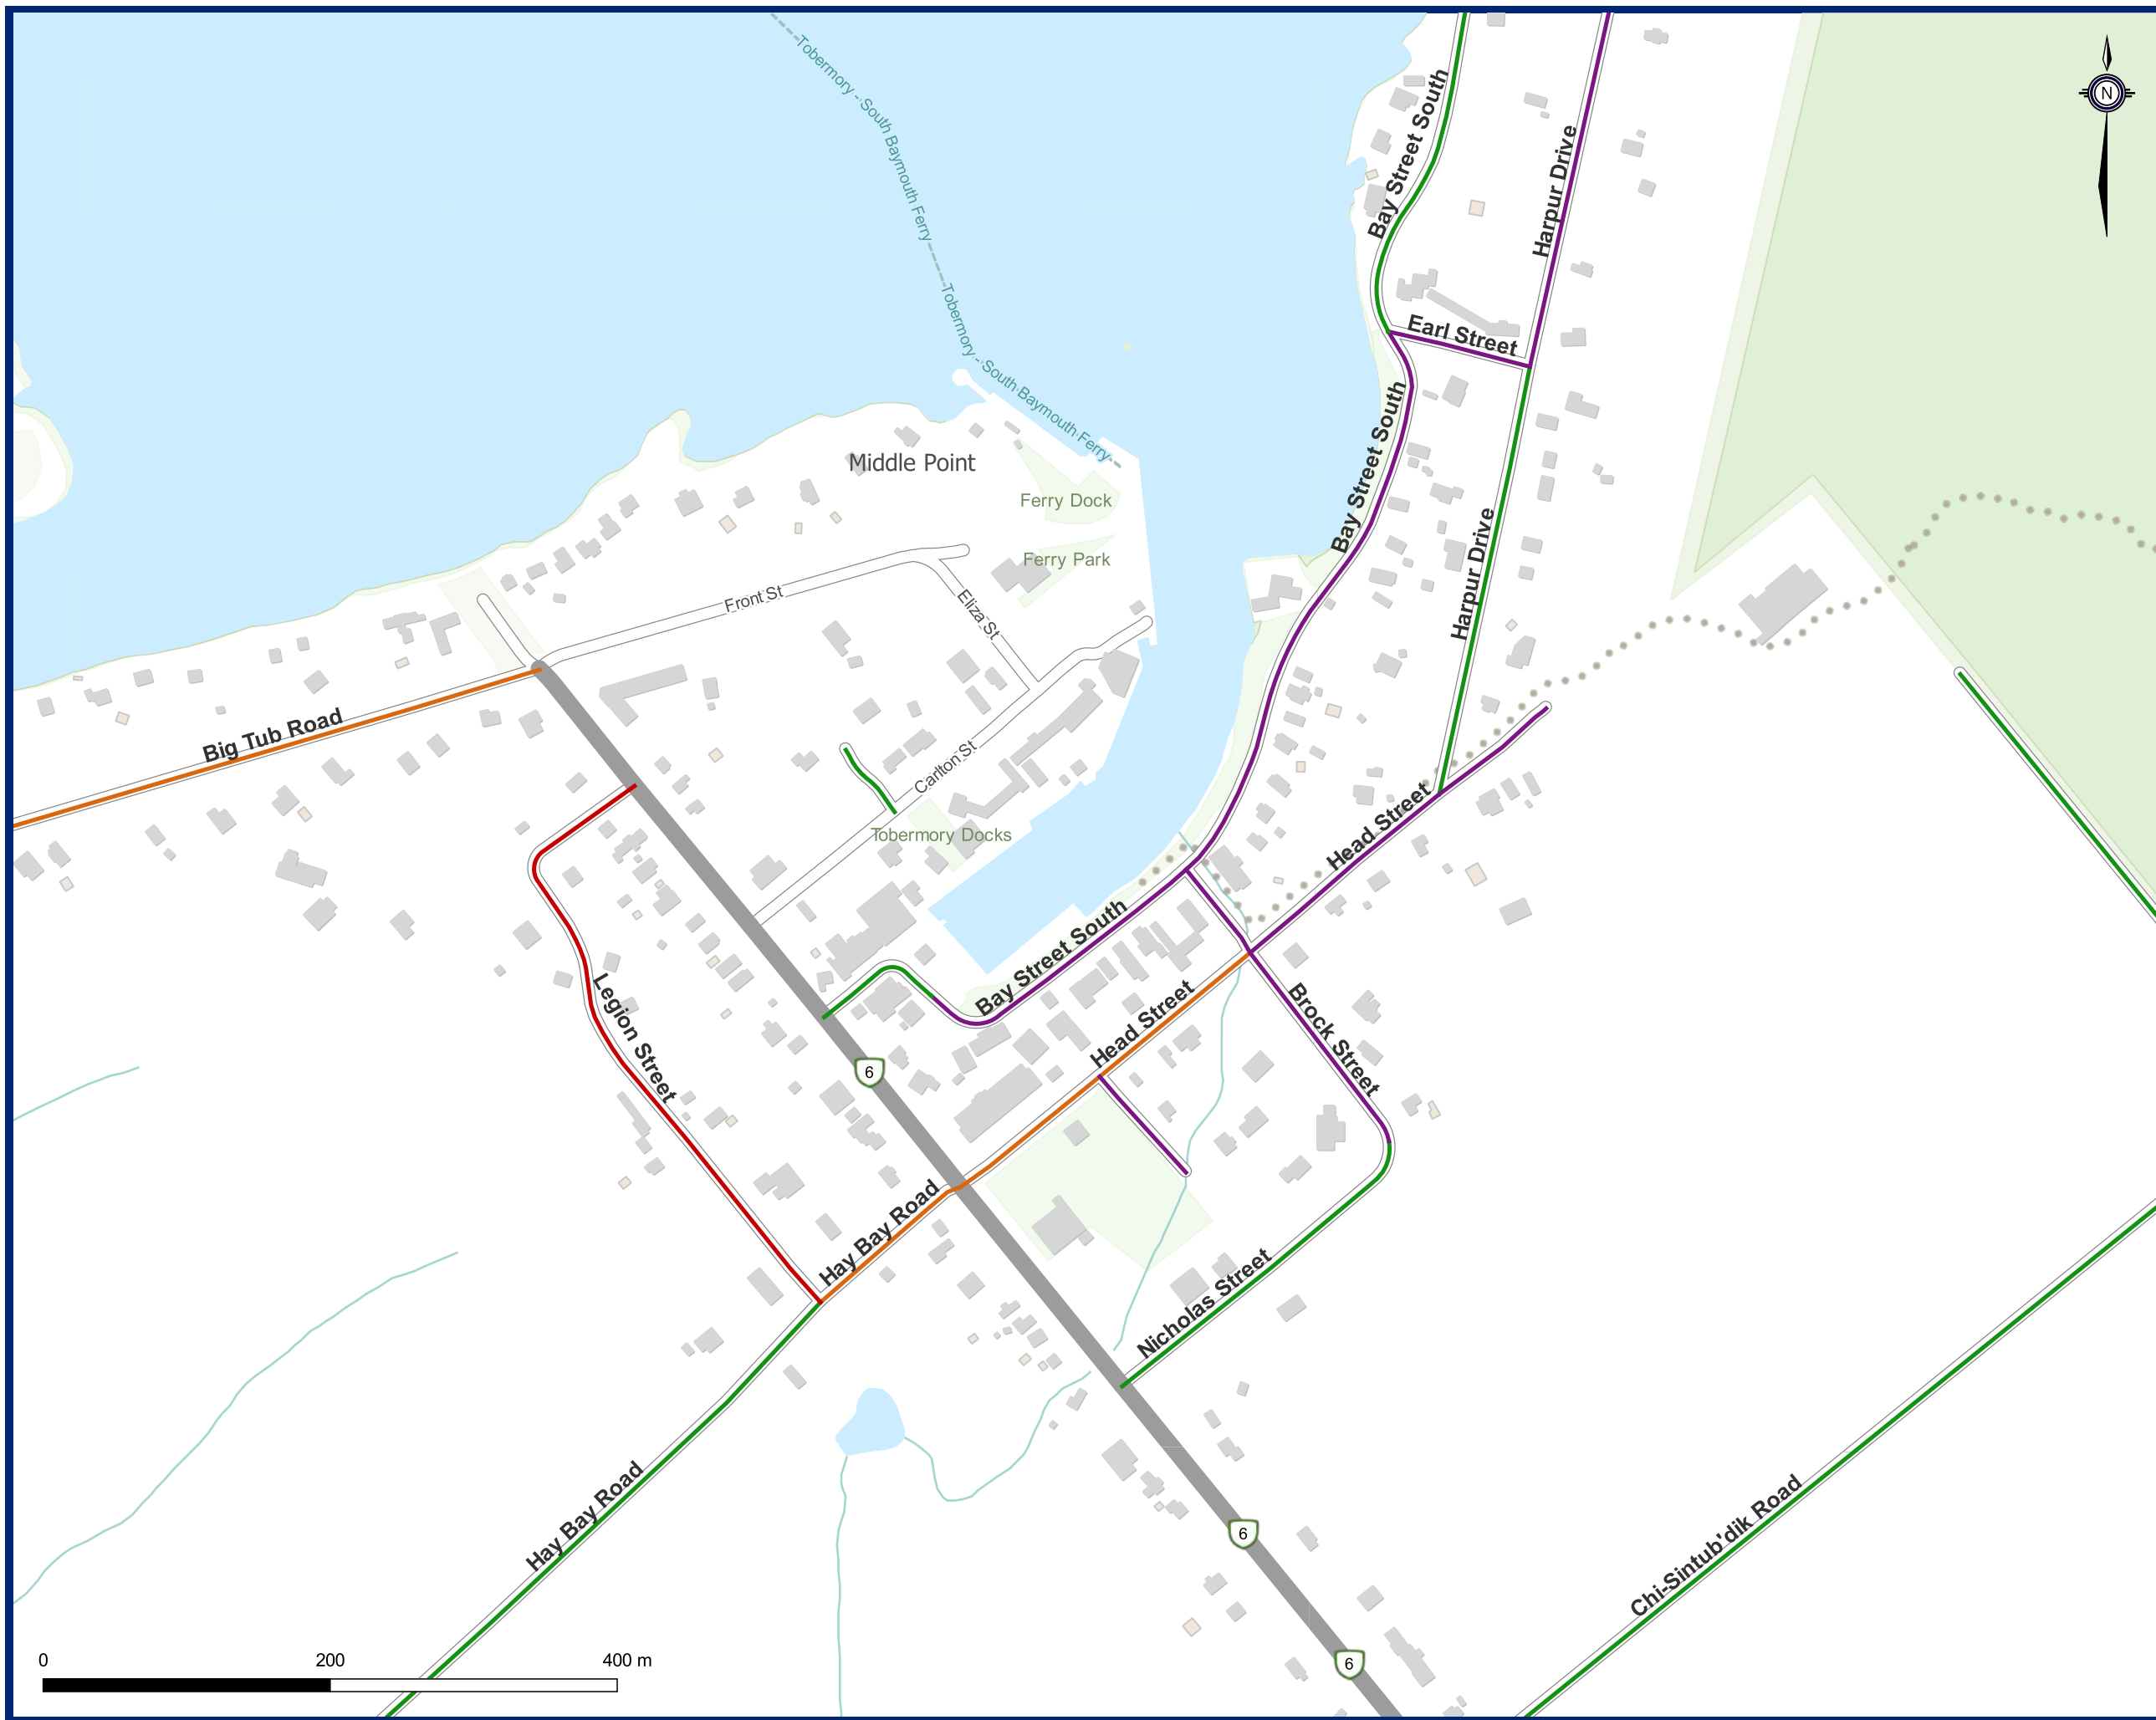 Tobermory - South Baymouth Ferry
Tobermory - South Baymouth Ferry
Bay Street South
Harpur Drive
N
Earl Street
Bay Street South
Middle Point
Ferry Dock
Ferry Park
Harpur Drive
Front St
Eliza St
Big Tub Road
Carlton St
Tobermory Docks
Head Street
Bay Street South
Legion Street
Head Street
Brock Street
6
Hay Bay Road
Nicholas Street
Hay Bay Road
6
Chi-Sintub'dik Road
6
0 200 400 m